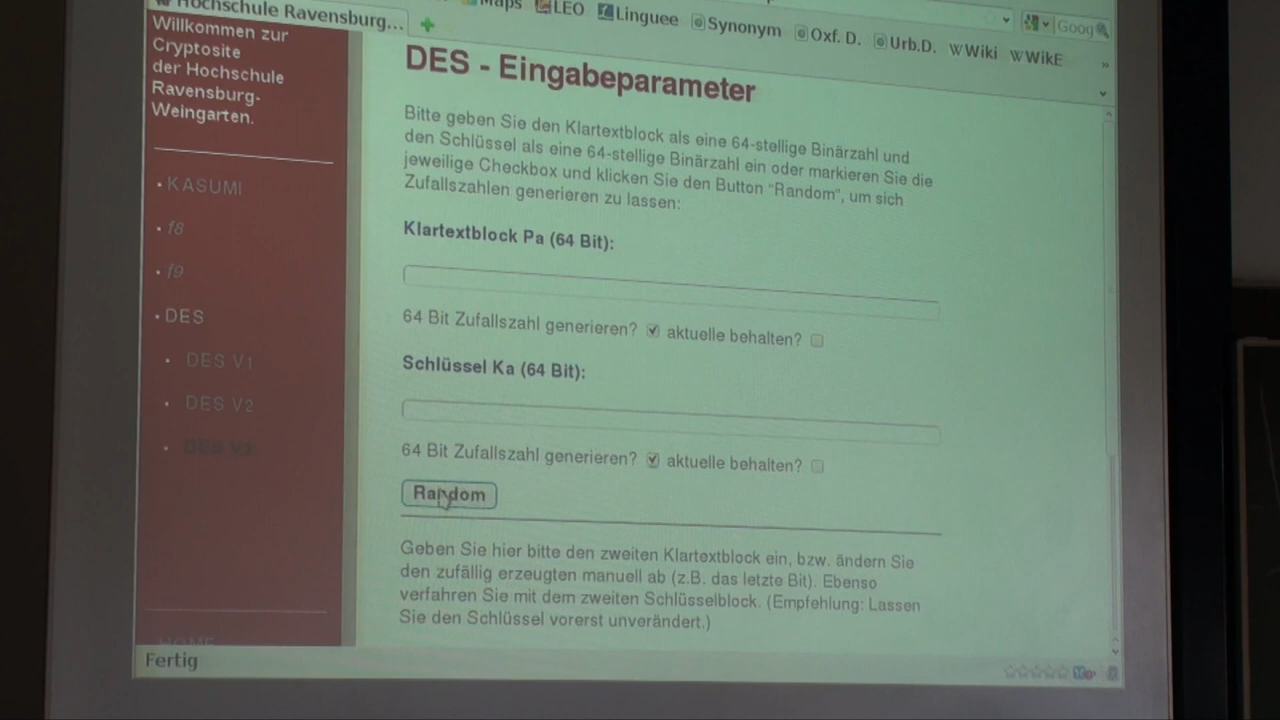 Hochschule Ravensburg...
Maps LEO Linguee Synonym Oxf. D. Urb.D. Wiki WikE
Goog
Willkommen zur
Cryptosite
der Hochschule
Ravensburg-
Weingarten.
KASUMI
f8
f9
DES
DES V1
DES V2
DES V3
HOME
DES - Eingabeparameter
Bitte geben Sie den Klartextblock als eine 64-stellige Binärzahl und
den Schlüssel als eine 64-stellige Binärzahl ein oder markieren Sie die
jeweilige Checkbox und klicken Sie den Button "Random", um sich
Zufallszahlen generieren zu lassen:
Klartextblock Pa (64 Bit):
64 Bit Zufallszahl generieren? aktuelle behalten?
Schlüssel Ka (64 Bit):
64 Bit Zufallszahl generieren? aktuelle behalten?
Random
Geben Sie hier bitte den zweiten Klartextblock ein, bzw. ändern Sie
den zufällig erzeugten manuell ab (z.B. das letzte Bit). Ebenso
verfahren Sie mit dem zweiten Schlüsselblock. (Empfehlung: Lassen
Sie den Schlüssel vorerst unverändert.)
Fertig